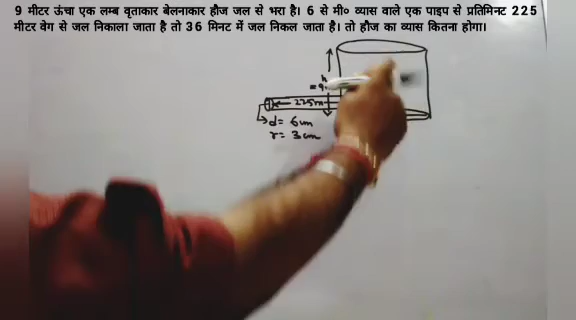 9 मीटर ऊंचा एक लम्ब वृताकार बेलनाकार हौज जल से भरा है। 6 से मी० व्यास वाले एक पाइप से प्रतिमिनट 225
मीटर वेग से जल निकाला जाता है तो 36 मिनट में जल निकल जाता है। तो हौज का व्यास कितना होगा।
h
=9
225m
d= 6cm
r= 3cm